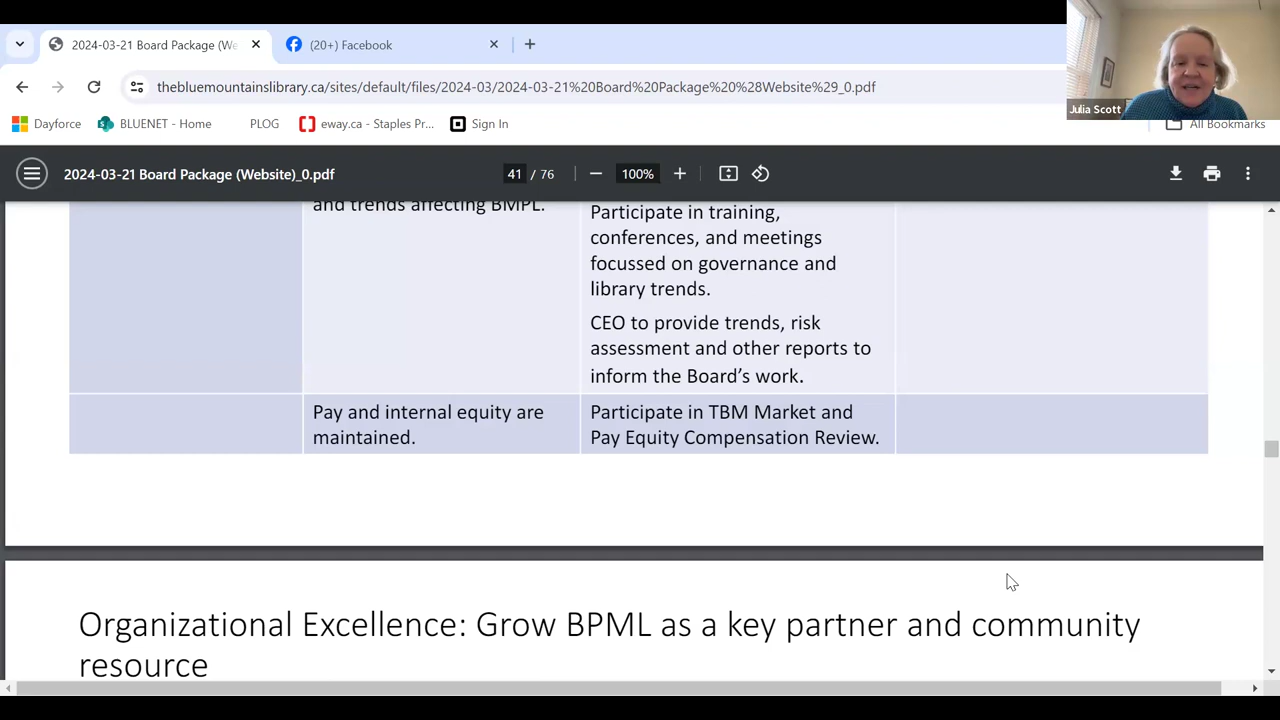 2024-03-21 Board Package (We
(20+) Facebook
thebluemountainslibrary.ca/sites/default/files/2024-03/2024-03-21%20Board%20Package%20%28Website%29_0.pdf
Julia Scott
Dayforce
BLUENET - Home
PLOG
eway.ca - Staples Pr...
Sign In
All Bookmarks
2024-03-21 Board Package (Website)_0.pdf
41 / 76
100%
and trends affecting BMPL.
Participate in training,
conferences, and meetings
focussed on governance and
library trends.
CEO to provide trends, risk
assessment and other reports to
inform the Board's work.
Pay and internal equity are
maintained.
Participate in TBM Market and
Pay Equity Compensation Review.
Organizational Excellence: Grow BPML as a key partner and community
resource